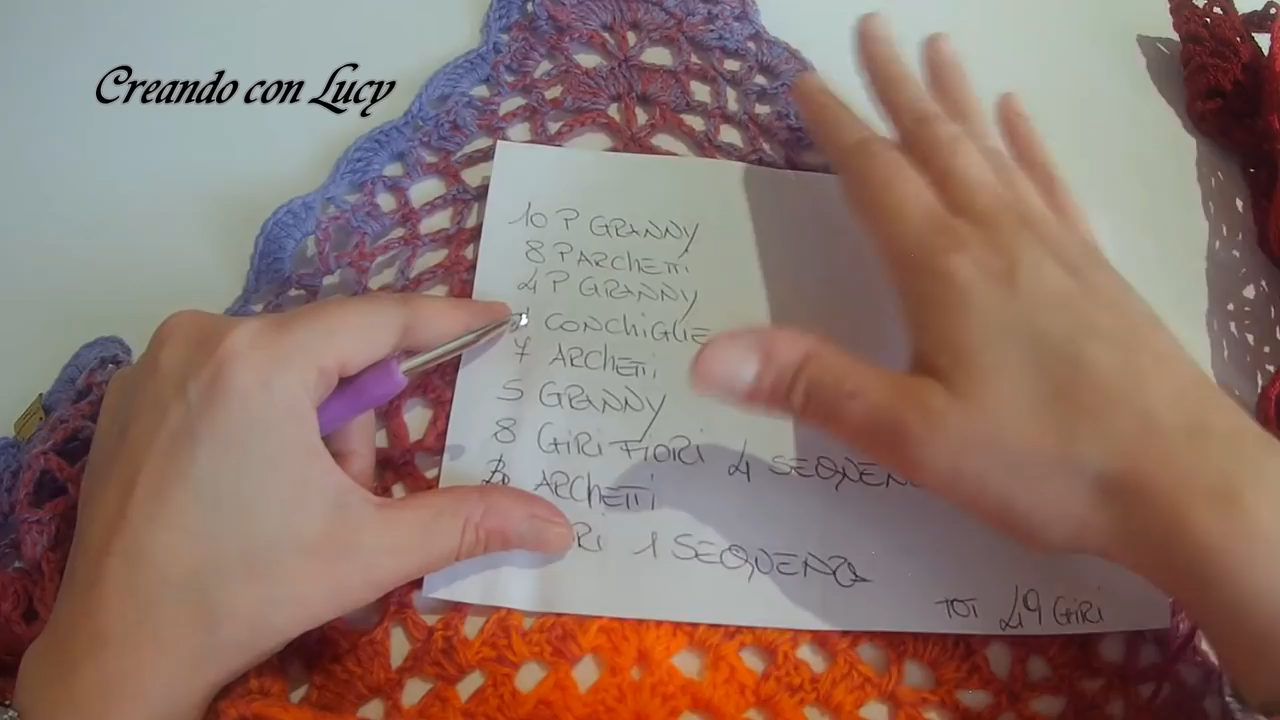 Creando con Lucy
10 P GRANNY
8 P ARCHETTI
4 P GRANNY
CONCHIGLIE
7 ARCHETTI
5 GRANNY
8 GIRI FIORI 4
ARCHETTI
1 SEQUENZA
TOT 49 GIRI